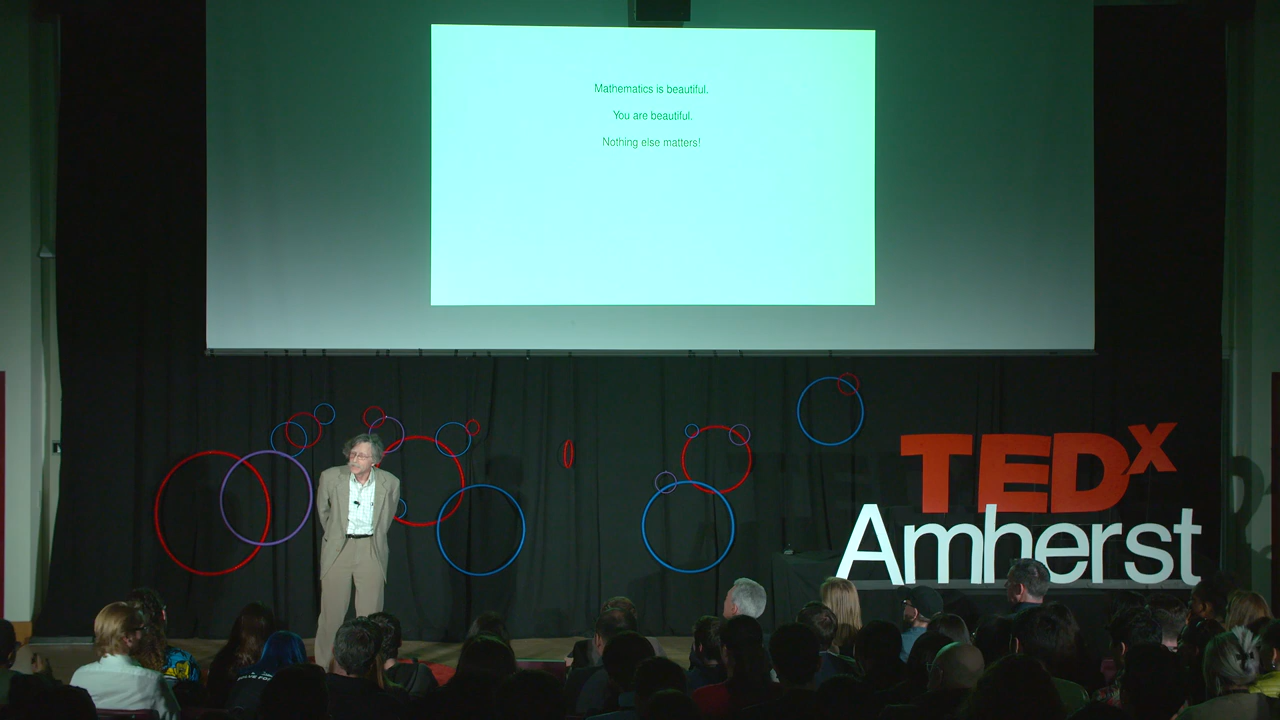 Mathematics is beautiful.
You are beautiful.
Nothing else matters!
TEDx
Amherst